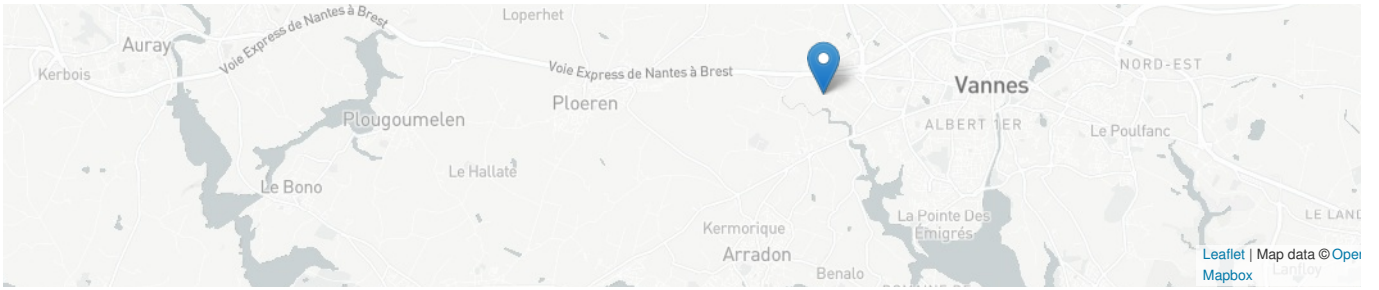 Loperhet
Auray
Voie Express de Nantes à Brest
Kerbois
Voie Express de Nantes à Brest
NORD-EST
Vannes
Ploeren
Plougoumelen
ALBERT 1ER
Le Poulfanc
Le Hallate
Le Bono
La Pointe Des
Émigrés
LE LAND
Kermorique
Arradon
Benalo
Leaflet | Map data © Oper
Mapbox